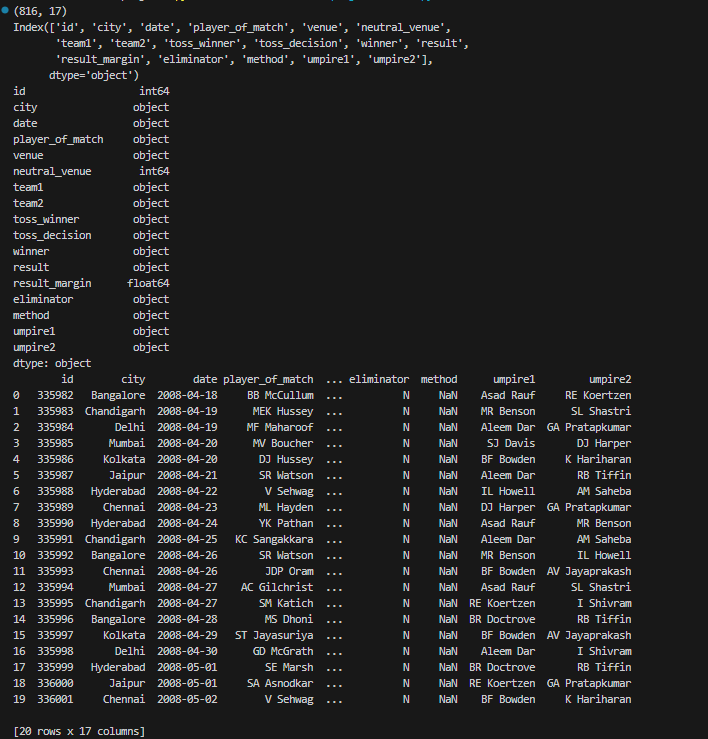 (816, 17)
Index(['id', 'city', 'date', 'player_of_match', 'venue', 'neutral_venue',
       'team1', 'team2', 'toss_winner', 'toss_decision', 'winner', 'result',
       'result_margin', 'eliminator', 'method', 'umpire1', 'umpire2'],
      dtype='object')
id                   int64
city                object
date                object
player_of_match     object
venue               object
neutral_venue        int64
team1               object
team2               object
toss_winner         object
toss_decision       object
winner              object
result              object
result_margin      float64
eliminator          object
method              object
umpire1             object
umpire2             object
dtype: object
        id        city        date player_of_match  ... eliminator  method       umpire1         umpire2
0   335982   Bangalore  2008-04-18     BB McCullum  ...          N     NaN     Asad Rauf     RE Koertzen
1   335983  Chandigarh  2008-04-19      MEK Hussey  ...          N     NaN     MR Benson      SL Shastri
2   335984       Delhi  2008-04-19     MF Maharoof  ...          N     NaN     Aleem Dar  GA Pratapkumar
3   335985      Mumbai  2008-04-20      MV Boucher  ...          N     NaN      SJ Davis       DJ Harper
4   335986     Kolkata  2008-04-20       DJ Hussey  ...          N     NaN     BF Bowden     K Hariharan
5   335987      Jaipur  2008-04-21       SR Watson  ...          N     NaN     Aleem Dar       RB Tiffin
6   335988   Hyderabad  2008-04-22        V Sehwag  ...          N     NaN     IL Howell       AM Saheba
7   335989     Chennai  2008-04-23       ML Hayden  ...          N     NaN     DJ Harper  GA Pratapkumar
8   335990   Hyderabad  2008-04-24       YK Pathan  ...          N     NaN     Asad Rauf       MR Benson
9   335991  Chandigarh  2008-04-25   KC Sangakkara  ...          N     NaN     Aleem Dar       AM Saheba
10  335992   Bangalore  2008-04-26       SR Watson  ...          N     NaN     MR Benson       IL Howell
11  335993     Chennai  2008-04-26        JDP Oram  ...          N     NaN     BF Bowden  AV Jayaprakash
12  335994      Mumbai  2008-04-27    AC Gilchrist  ...          N     NaN     Asad Rauf      SL Shastri
13  335995  Chandigarh  2008-04-27       SM Katich  ...          N     NaN   RE Koertzen       I Shivram
14  335996   Bangalore  2008-04-28        MS Dhoni  ...          N     NaN   BR Doctrove       RB Tiffin
15  335997     Kolkata  2008-04-29   ST Jayasuriya  ...          N     NaN     BF Bowden  AV Jayaprakash
16  335998       Delhi  2008-04-30      GD McGrath  ...          N     NaN     Aleem Dar       I Shivram
17  335999   Hyderabad  2008-05-01        SE Marsh  ...          N     NaN   BR Doctrove       RB Tiffin
18  336000      Jaipur  2008-05-01     SA Asnodkar  ...          N     NaN   RE Koertzen  GA Pratapkumar
19  336001     Chennai  2008-05-02        V Sehwag  ...          N     NaN     BF Bowden     K Hariharan
[20 rows x 17 columns]